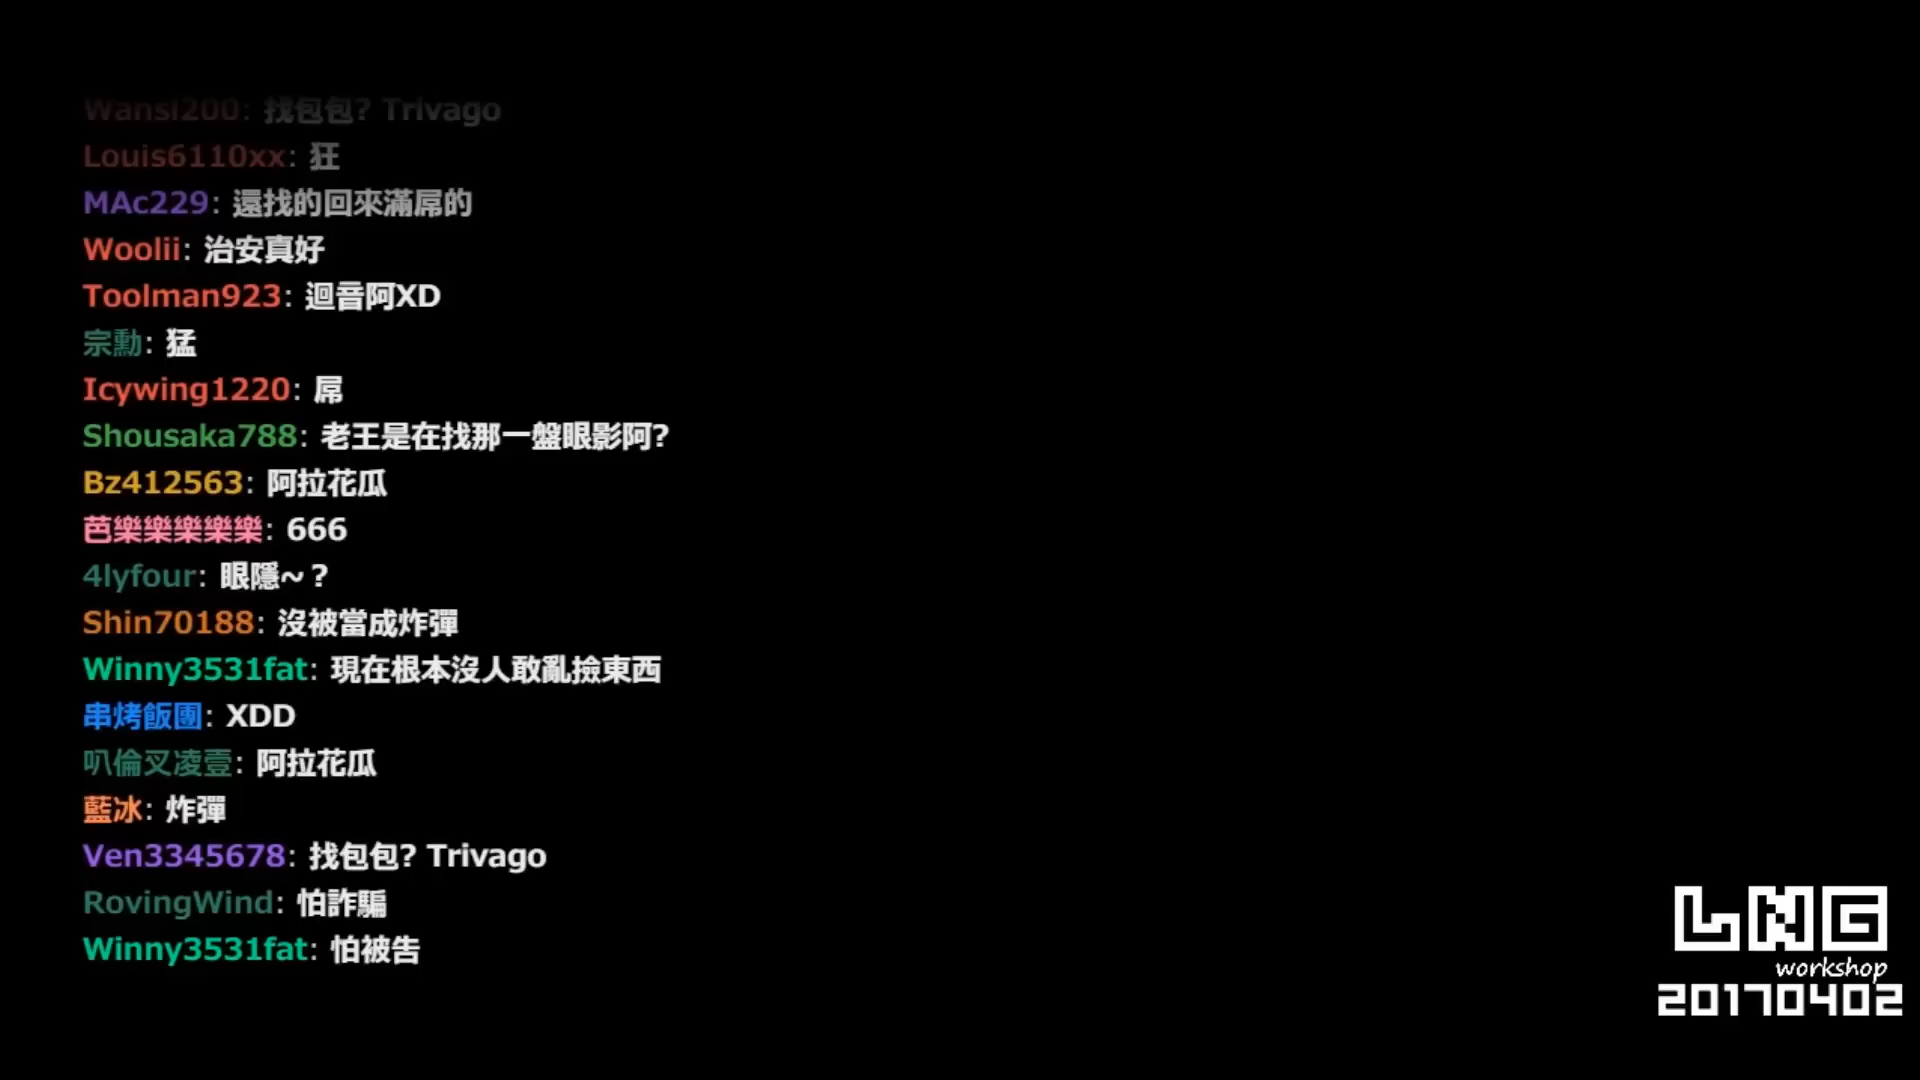 Wansi200: 找包包? Trivago
Louis6110xx: 狂
MAc229: 還找的回來滿屌的
Woolii: 治安真好
Toolman923: 迴音阿XD
宗勳: 猛
Icywing1220: 屌
Shousaka788: 老王是在找那一盤眼影阿?
Bz412563: 阿拉花瓜
芭樂樂樂樂樂: 666
4lyfour: 眼隱~？
Shin70188: 沒被當成炸彈
Winny3531fat: 現在根本沒人敢亂撿東西
串烤飯團: XDD
叭倫叉凌壹: 阿拉花瓜
藍冰: 炸彈
Ven3345678: 找包包? Trivago
RovingWind: 怕詐騙
Winny3531fat: 怕被告
LNG
workshop
20170402